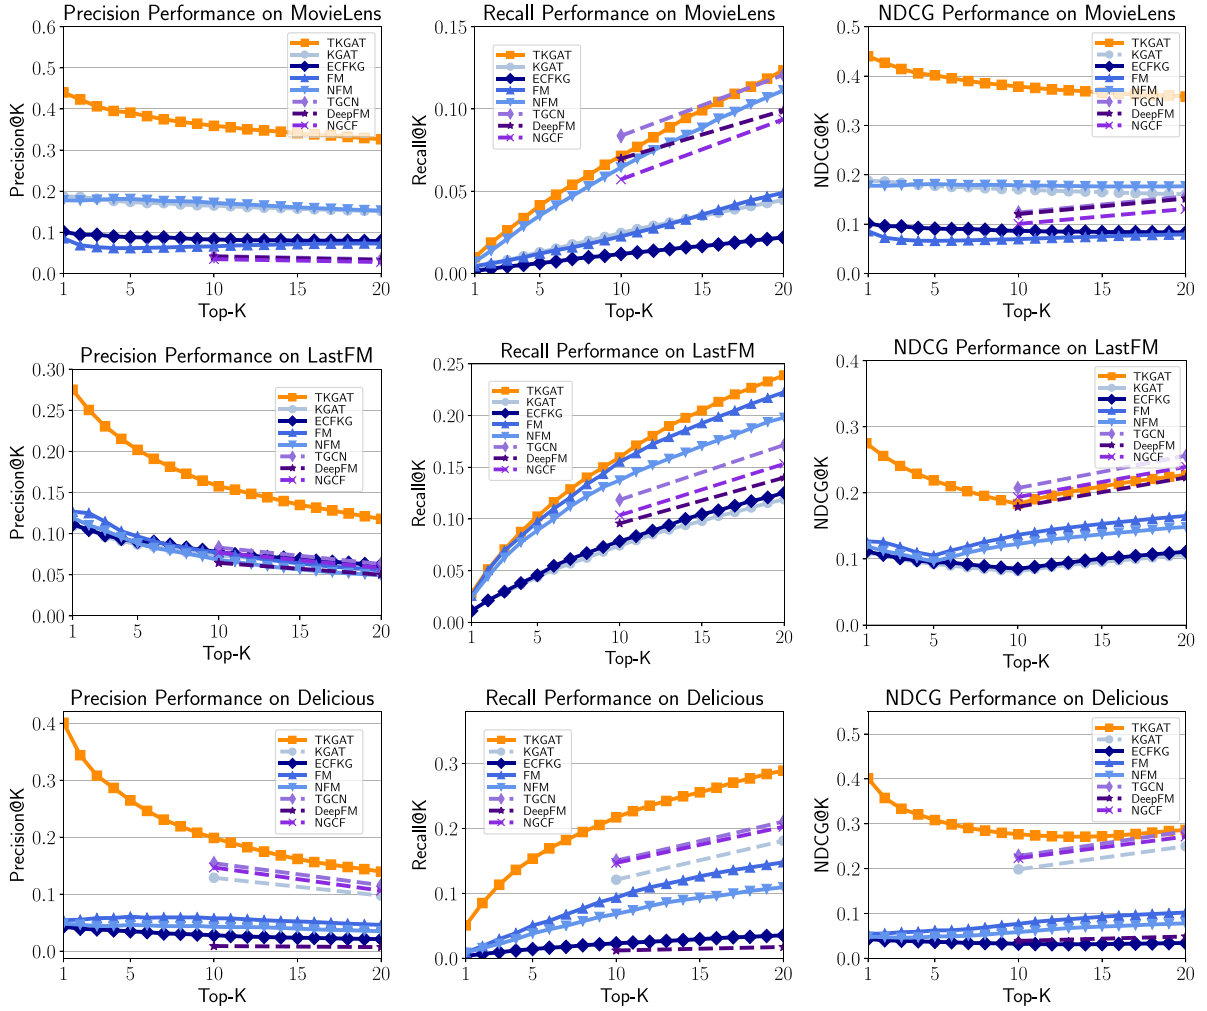 Precision Performance on MovieLens
Precision@K
0.6
0.5
0.4
0.3
0.2
0.1
0.0
TKGAT
KGAT
ECFKG
FM
NFM
TGCN
DeepFM
NGCF
1 5 10 15 20
Top-K
Recall Performance on MovieLens
Recall@K
0.15
0.10
0.05
0.00
TKGAT
KGAT
ECFKG
FM
NFM
TGCN
DeepFM
NGCF
1 5 10 15 20
Top-K
NDCG Performance on MovieLens
NDCG@K
0.5
0.4
0.3
0.2
0.1
0.0
TKGAT
KGAT
ECFKG
FM
NFM
TGCN
DeepFM
NGCF
1 5 10 15 20
Top-K
Precision Performance on LastFM
Precision@K
0.30
0.25
0.20
0.15
0.10
0.05
0.00
TKGAT
KGAT
ECFKG
FM
NFM
TGCN
DeepFM
NGCF
1 5 10 15 20
Top-K
Recall Performance on LastFM
Recall@K
0.25
0.20
0.15
0.10
0.05
0.00
TKGAT
KGAT
ECFKG
FM
NFM
TGCN
DeepFM
NGCF
1 5 10 15 20
Top-K
NDCG Performance on LastFM
NDCG@K
0.4
0.3
0.2
0.1
0.0
TKGAT
KGAT
ECFKG
FM
NFM
TGCN
DeepFM
NGCF
1 5 10 15 20
Top-K
Precision Performance on Delicious
Precision@K
0.4
0.3
0.2
0.1
0.0
TKGAT
KGAT
ECFKG
FM
NFM
TGCN
DeepFM
NGCF
1 5 10 15 20
Top-K
Recall Performance on Delicious
Recall@K
0.3
0.2
0.1
0.0
TKGAT
KGAT
ECFKG
FM
NFM
TGCN
DeepFM
NGCF
1 5 10 15 20
Top-K
NDCG Performance on Delicious
NDCG@K
0.5
0.4
0.3
0.2
0.1
0.0
TKGAT
KGAT
ECFKG
FM
NFM
TGCN
DeepFM
NGCF
1 5 10 15 20
Top-K